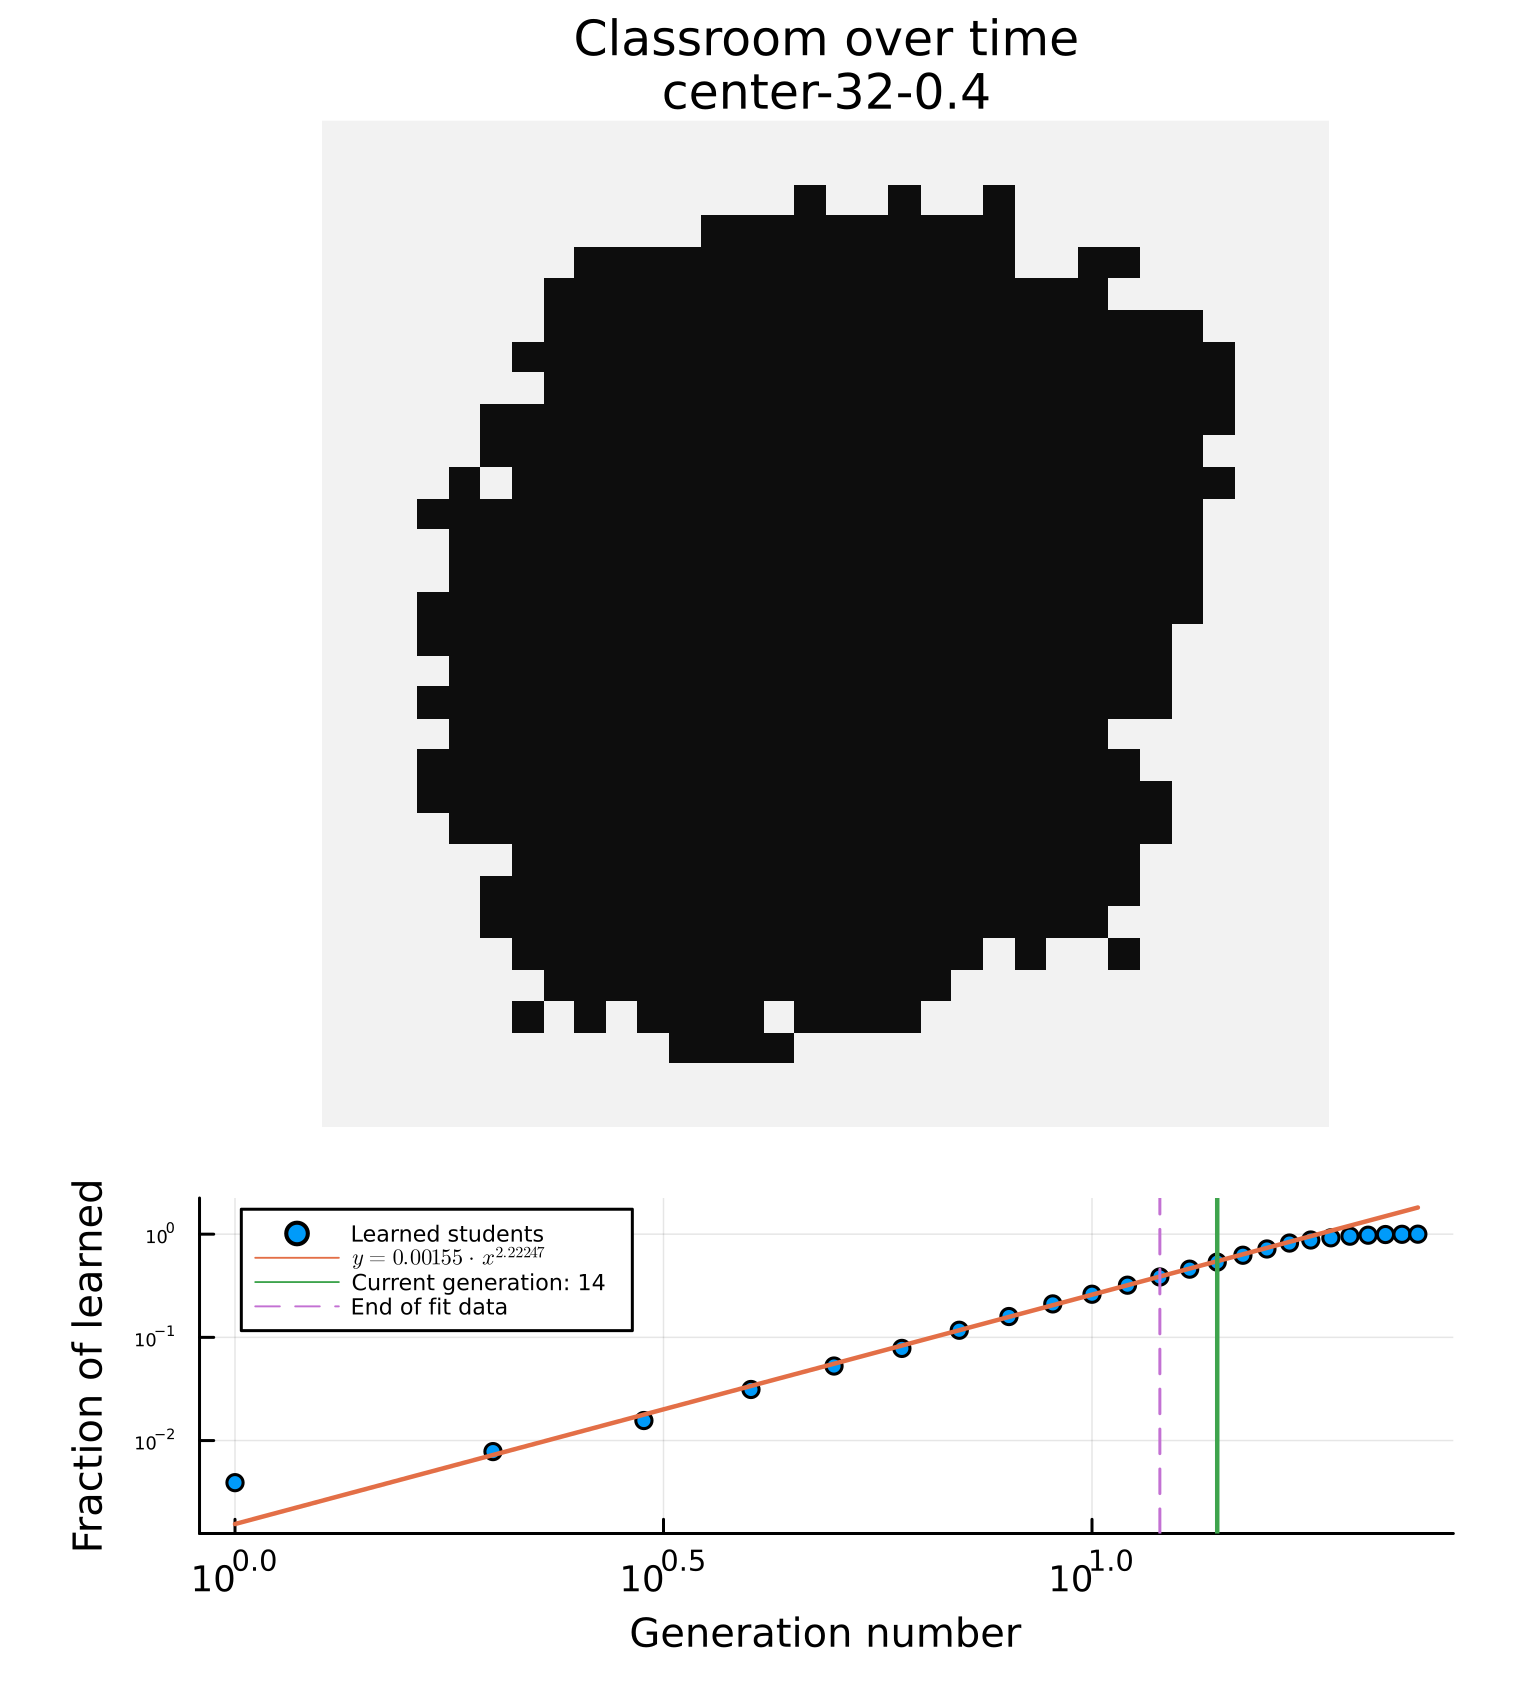 Classroom over time
center-32-0.4
Fraction of learned
10⁰
10⁻¹
10⁻²
Learned students
y = 0.00155 · x^2.22247
Current generation: 14
End of fit data
10^0.0
10^0.5
10^1.0
Generation number